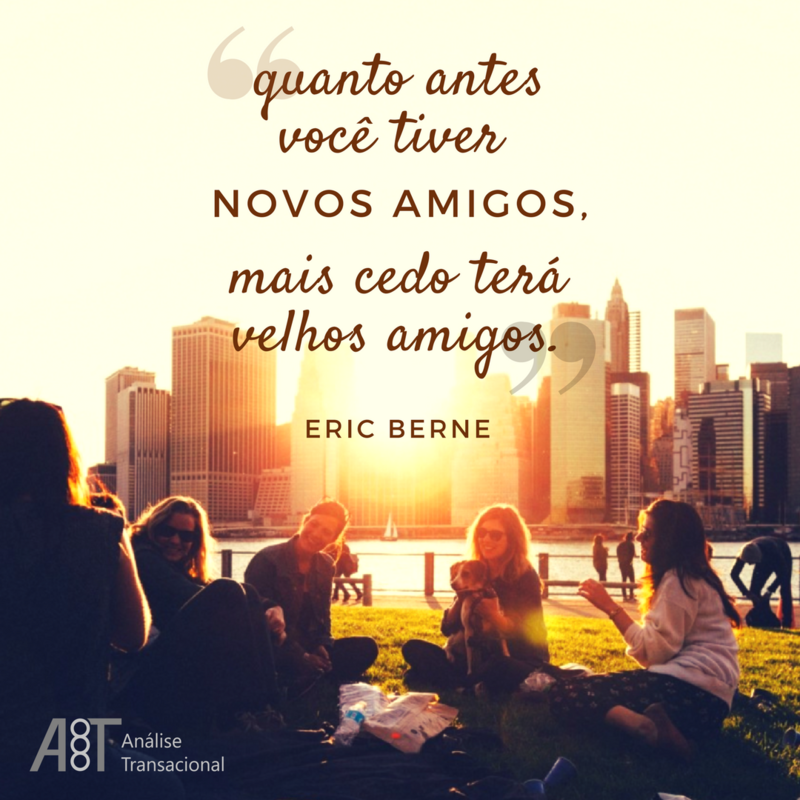 quanto antes
você tiver
NOVOS AMIGOS,
mais cedo terá
velhos amigos.
ERIC BERNE
A8T Análise
Transacional